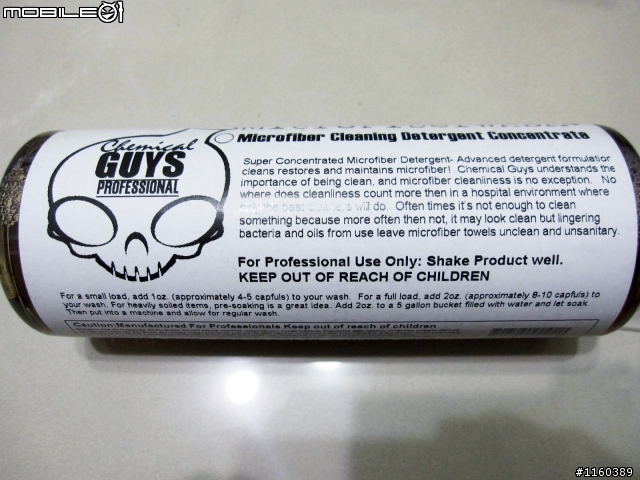 MOBILE01
Chemical
GUYS
PROFESSIONAL
Microfiber Cleaning Detergent Concentrate
Super Concentrated Microfiber Detergent- Advanced detergent formulation
cleans restores and maintains microfiber! Chemical Guys understands the
importance of being clean, and microfiber cleanliness is no exception. No
where does cleanliness count more then in a hospital environment where
only the best cleaners will do. Often times it's not enough to clean
something because more often then not, it may look clean but lingering
bacteria and oils from use leave microfiber towels unclean and unsanitary.
For Professional Use Only: Shake Product well.
KEEP OUT OF REACH OF CHILDREN
For a small load, add 1oz. (approximately 4-5 capfuls) to your wash. For a full load, add 2oz. (approximately 8-10 capfuls) to
your wash. For heavily soiled items, pre-soaking is a great idea. Add 2oz. to a 5 gallon bucket filled with water and let soak.
Then put into a machine and allow for regular wash.
Caution:Manufactured For Professionals Keep out of reach of children
#1160389